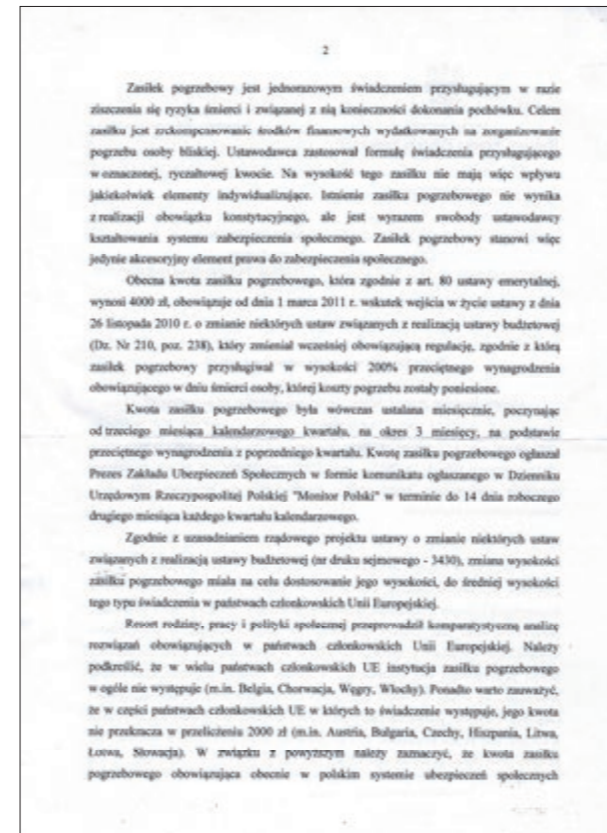 2
Zasiłek pogrzebowy jest jednorazowym świadczeniem przysługującym w razie
ziszczenia się ryzyka śmierci i związanej z nią konieczności dokonania pochówku. Celem
zasiłku jest zrekompensowanie środków finansowych wydatkowanych na zorganizowanie
pogrzebu osoby bliskiej. Ustawodawca zastosował formułę świadczenia przysługującego
w oznaczonej, ryczałtowej kwocie. Na wysokość tego zasiłku nie mają więc wpływu
jakiekolwiek elementy indywidualizujące. Istnienie zasiłku pogrzebowego nie wynika
z realizacji obowiązku konstytucyjnego, ale jest wyrazem swobody ustawodawcy
kształtowania systemu zabezpieczenia społecznego. Zasiłek pogrzebowy stanowi więc
jedynie akcesoryjny element prawa do zabezpieczenia społecznego.
Obecna kwota zasiłku pogrzebowego, która zgodnie z art. 80 ustawy emerytalnej,
wynosi 4000 zł, obowiązuje od dnia 1 marca 2011 r. wskutek wejścia w życie ustawy z dnia
26 listopada 2010 r. o zmianie niektórych ustaw związanych z realizacją ustawy budżetowej
(Dz. Nr 210, poz. 238), który zmieniał wcześniej obowiązującą regulację, zgodnie z którą
zasiłek pogrzebowy przysługiwał w wysokości 200% przeciętnego wynagrodzenia
obowiązującego w dniu śmierci osoby, której koszty pogrzebu zostały poniesione.
Kwota zasiłku pogrzebowego była wówczas ustalana miesięcznie, poczynając
od trzeciego miesiąca kalendarzowego kwartału, na okres 3 miesięcy, na podstawie
przeciętnego wynagrodzenia z poprzedniego kwartału. Kwotę zasiłku pogrzebowego ogłaszał
Prezes Zakładu Ubezpieczeń Społecznych w formie komunikatu ogłaszanego w Dzienniku
Urzędowym Rzeczypospolitej Polskiej "Monitor Polski" w terminie do 14 dnia roboczego
drugiego miesiąca każdego kwartału kalendarzowego.
Zgodnie z uzasadnieniem rządowego projektu ustawy o zmianie niektórych ustaw
związanych z realizacją ustawy budżetowej (nr druku sejmowego - 3430), zmiana wysokości
zasiłku pogrzebowego miała na celu dostosowanie jego wysokości, do średniej wysokości
tego typu świadczenia w państwach członkowskich Unii Europejskiej.
Resort rodziny, pracy i polityki społecznej przeprowadził komparatystyczną analizę
rozwiązań obowiązujących w państwach członkowskich Unii Europejskiej. Należy
podkreślić, że w wielu państwach członkowskich UE instytucja zasiłku pogrzebowego
w ogóle nie występuje (m.in. Belgia, Chorwacja, Węgry, Włochy). Ponadto warto zauważyć,
że w części państwach członkowskich UE w których to świadczenie występuje, jego kwota
nie przekracza w przeliczeniu 2000 zł (m.in. Austria, Bułgaria, Czechy, Hiszpania, Litwa,
Łotwa, Słowacja). W związku z powyższym należy zaznaczyć, że kwota zasiłku
pogrzebowego obowiązująca obecnie w polskim systemie ubezpieczeń społecznych